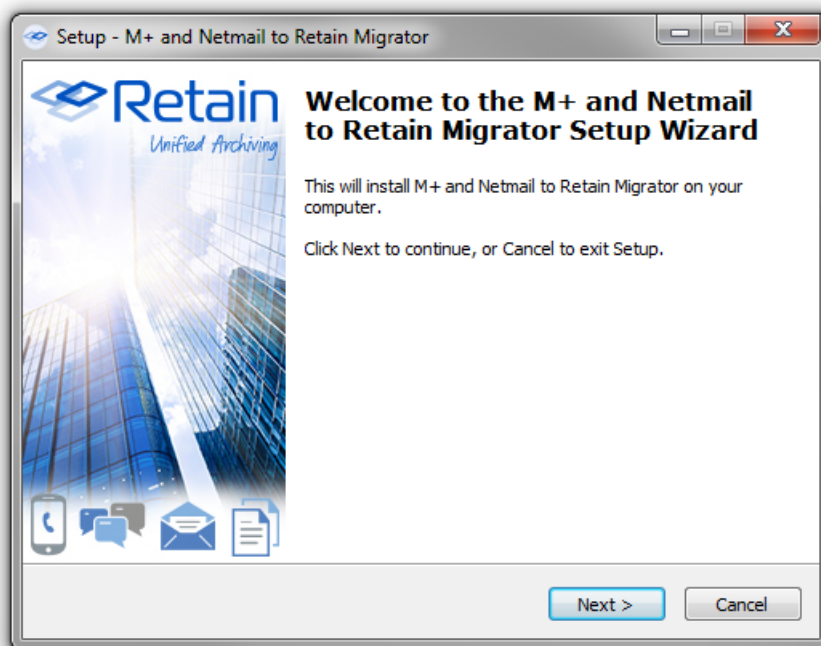 Setup - M+ and Netmail to Retain Migrator
Retain
Unified Archiving
Welcome to the M+ and Netmail
to Retain Migrator Setup Wizard
This will install M+ and Netmail to Retain Migrator on your
computer.
Click Next to continue, or Cancel to exit Setup.
Next >
Cancel